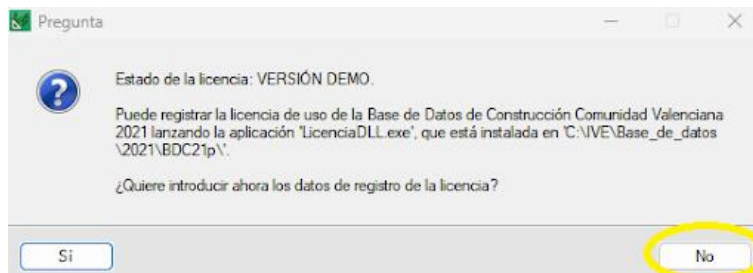 Pregunta
Estado de la licencia: VERSIÓN DEMO.
Puede registrar la licencia de uso de la Base de Datos de Construcción Comunidad Valenciana
2021 lanzando la aplicación 'LicenciaDLL.exe', que está instalada en 'C:\IVE\Base_de_datos
\2021\BDC21p\'.
¿Quiere introducir ahora los datos de registro de la licencia?
Sí No